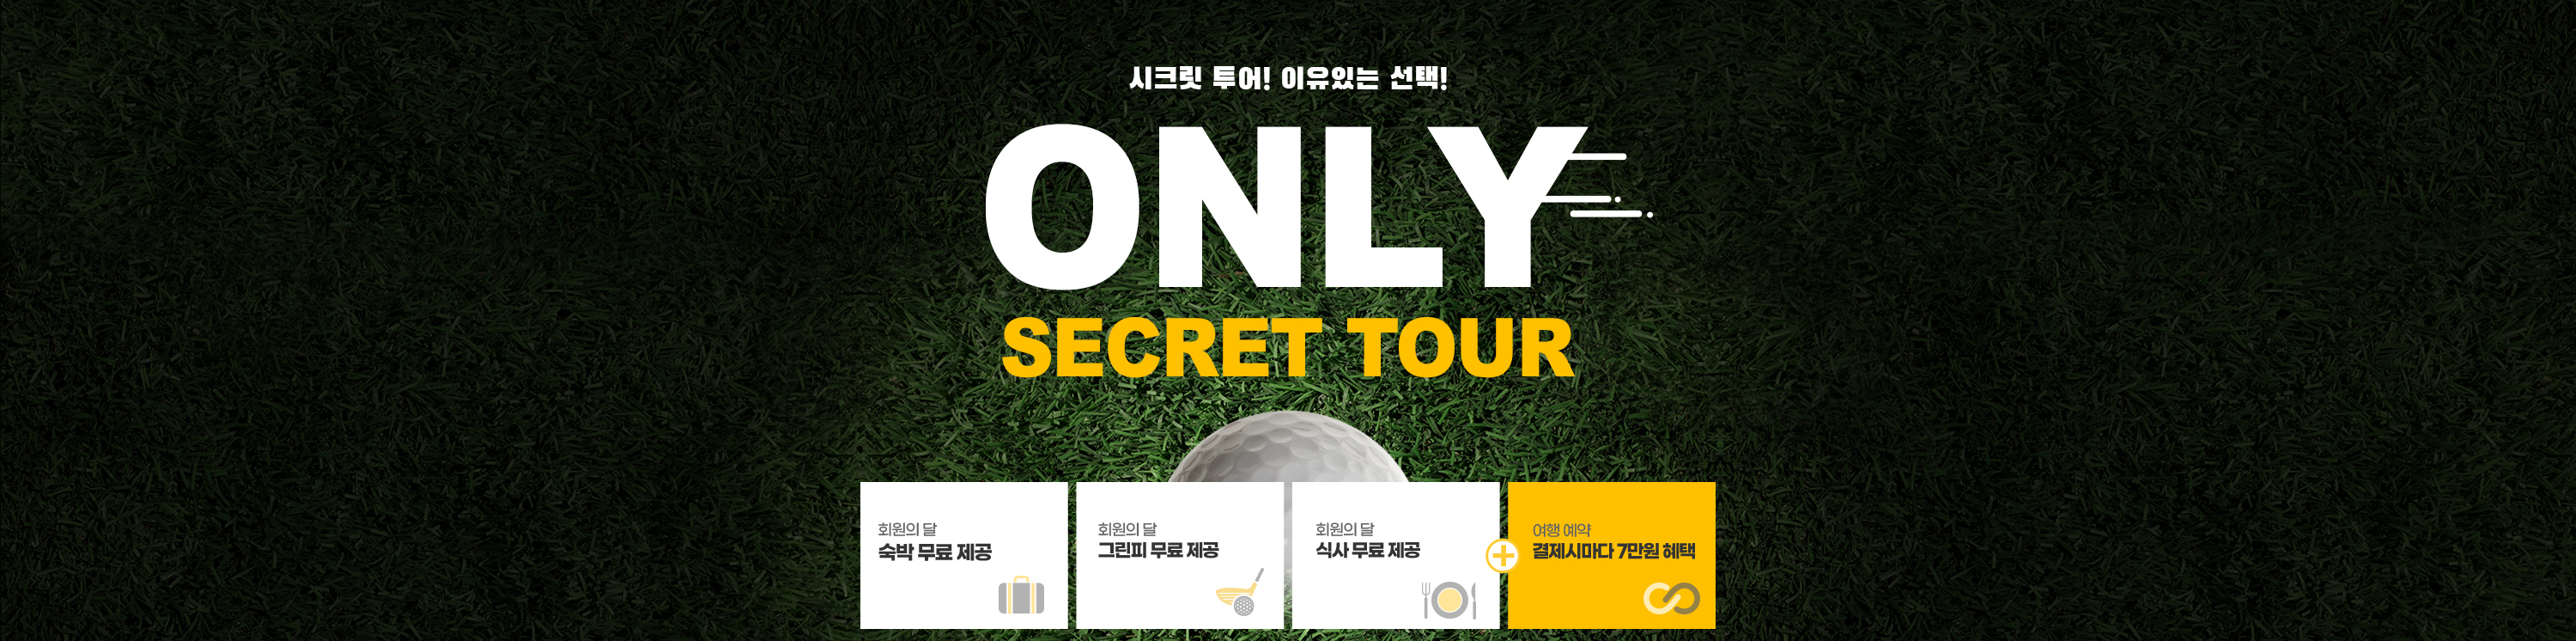 시크릿 투어! 이유있는 선택!
ONLY
SECRET TOUR
회원의 달
숙박 무료 제공
회원의 달
그린피 무료 제공
회원의 달
식사 무료 제공
여행 예약
결제시마다 7만원 혜택